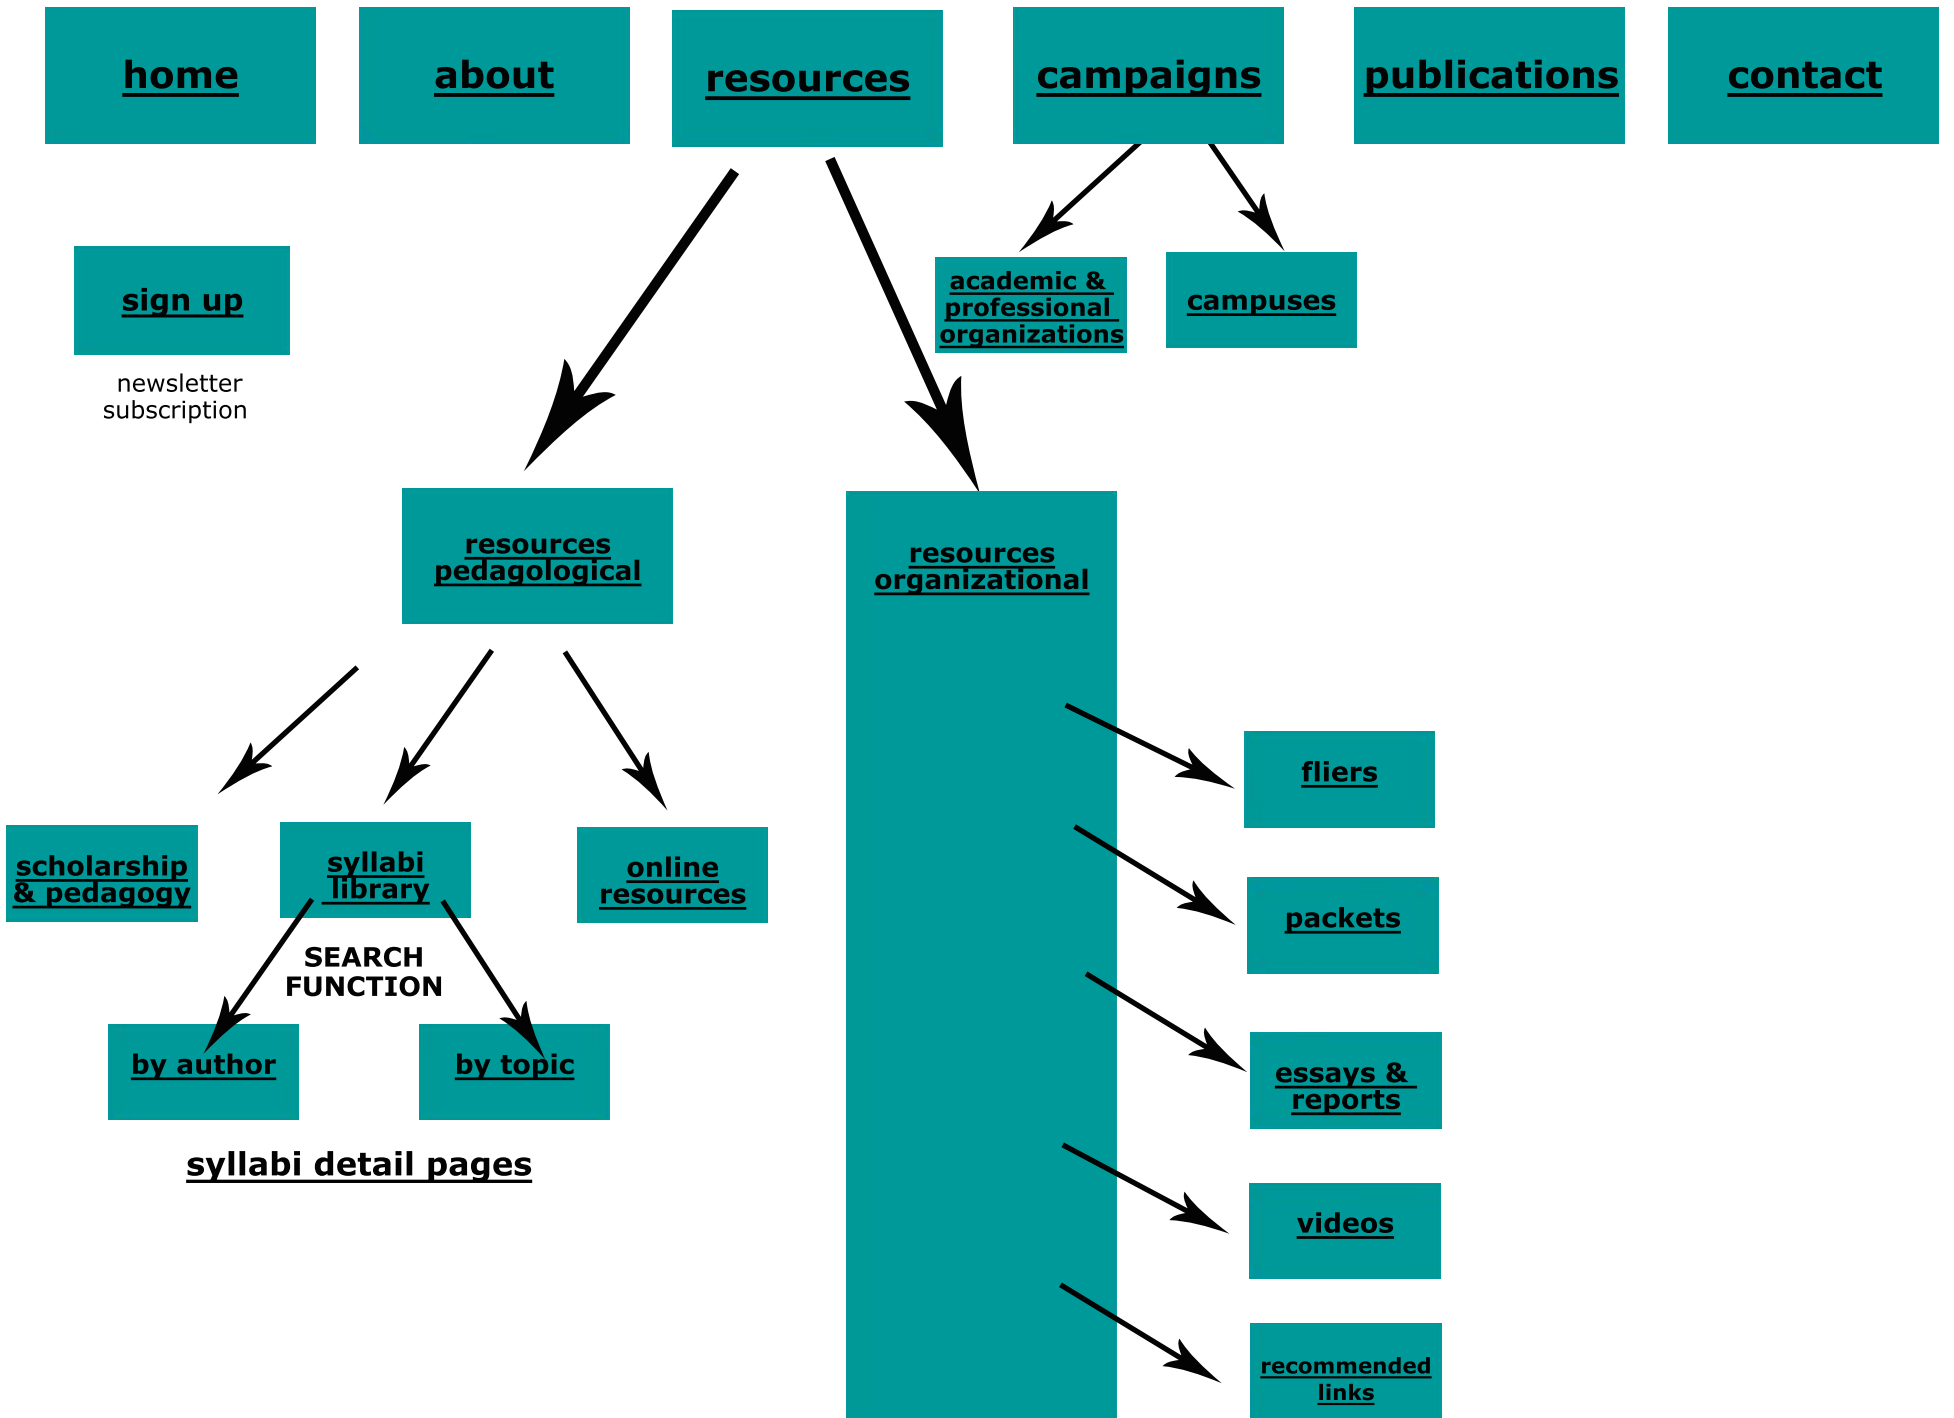 home
about
resources
campaigns
publications
contact
sign up
newsletter
subscription
academic &
professional
organizations
campuses
resources
pedagological
resources
organizational
scholarship
& pedagogy
syllabi
library
online
resources
SEARCH
FUNCTION
by author
by topic
syllabi detail pages
fliers
packets
essays &
reports
videos
recommended
links